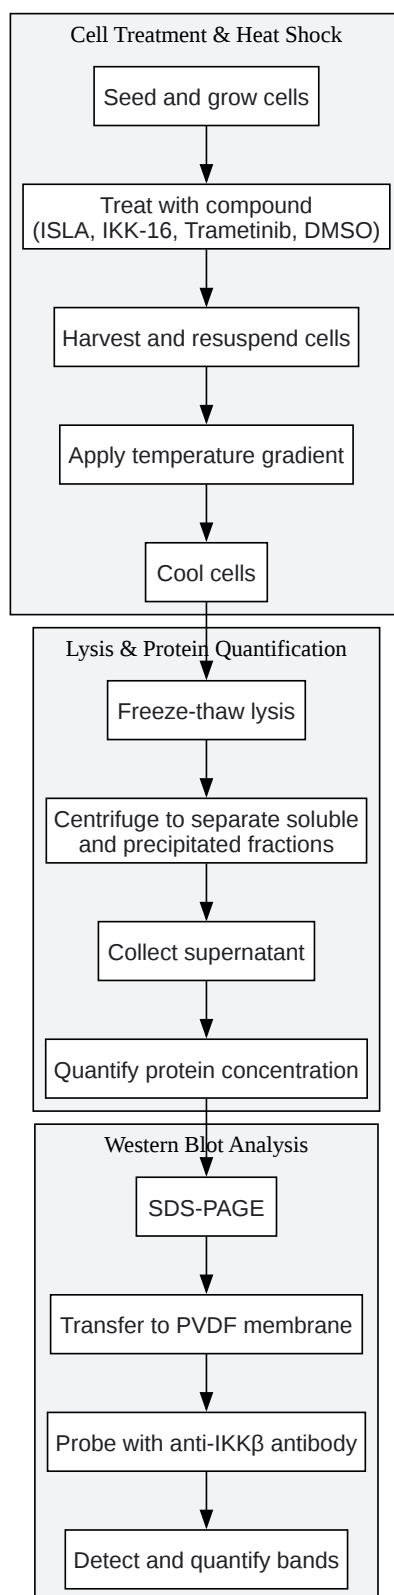 Cell Treatment & Heat Shock
Seed and grow cells
Treat with compound
(ISLA, IKK-16, Trametinib, DMSO)
Harvest and resuspend cells
Apply temperature gradient
Cool cells
Lysis & Protein Quantification
Freeze-thaw lysis
Centrifuge to separate soluble
and precipitated fractions
Collect supernatant
Quantify protein concentration
Western Blot Analysis
SDS-PAGE
Transfer to PVDF membrane
Probe with anti-IKKβ antibody
Detect and quantify bands